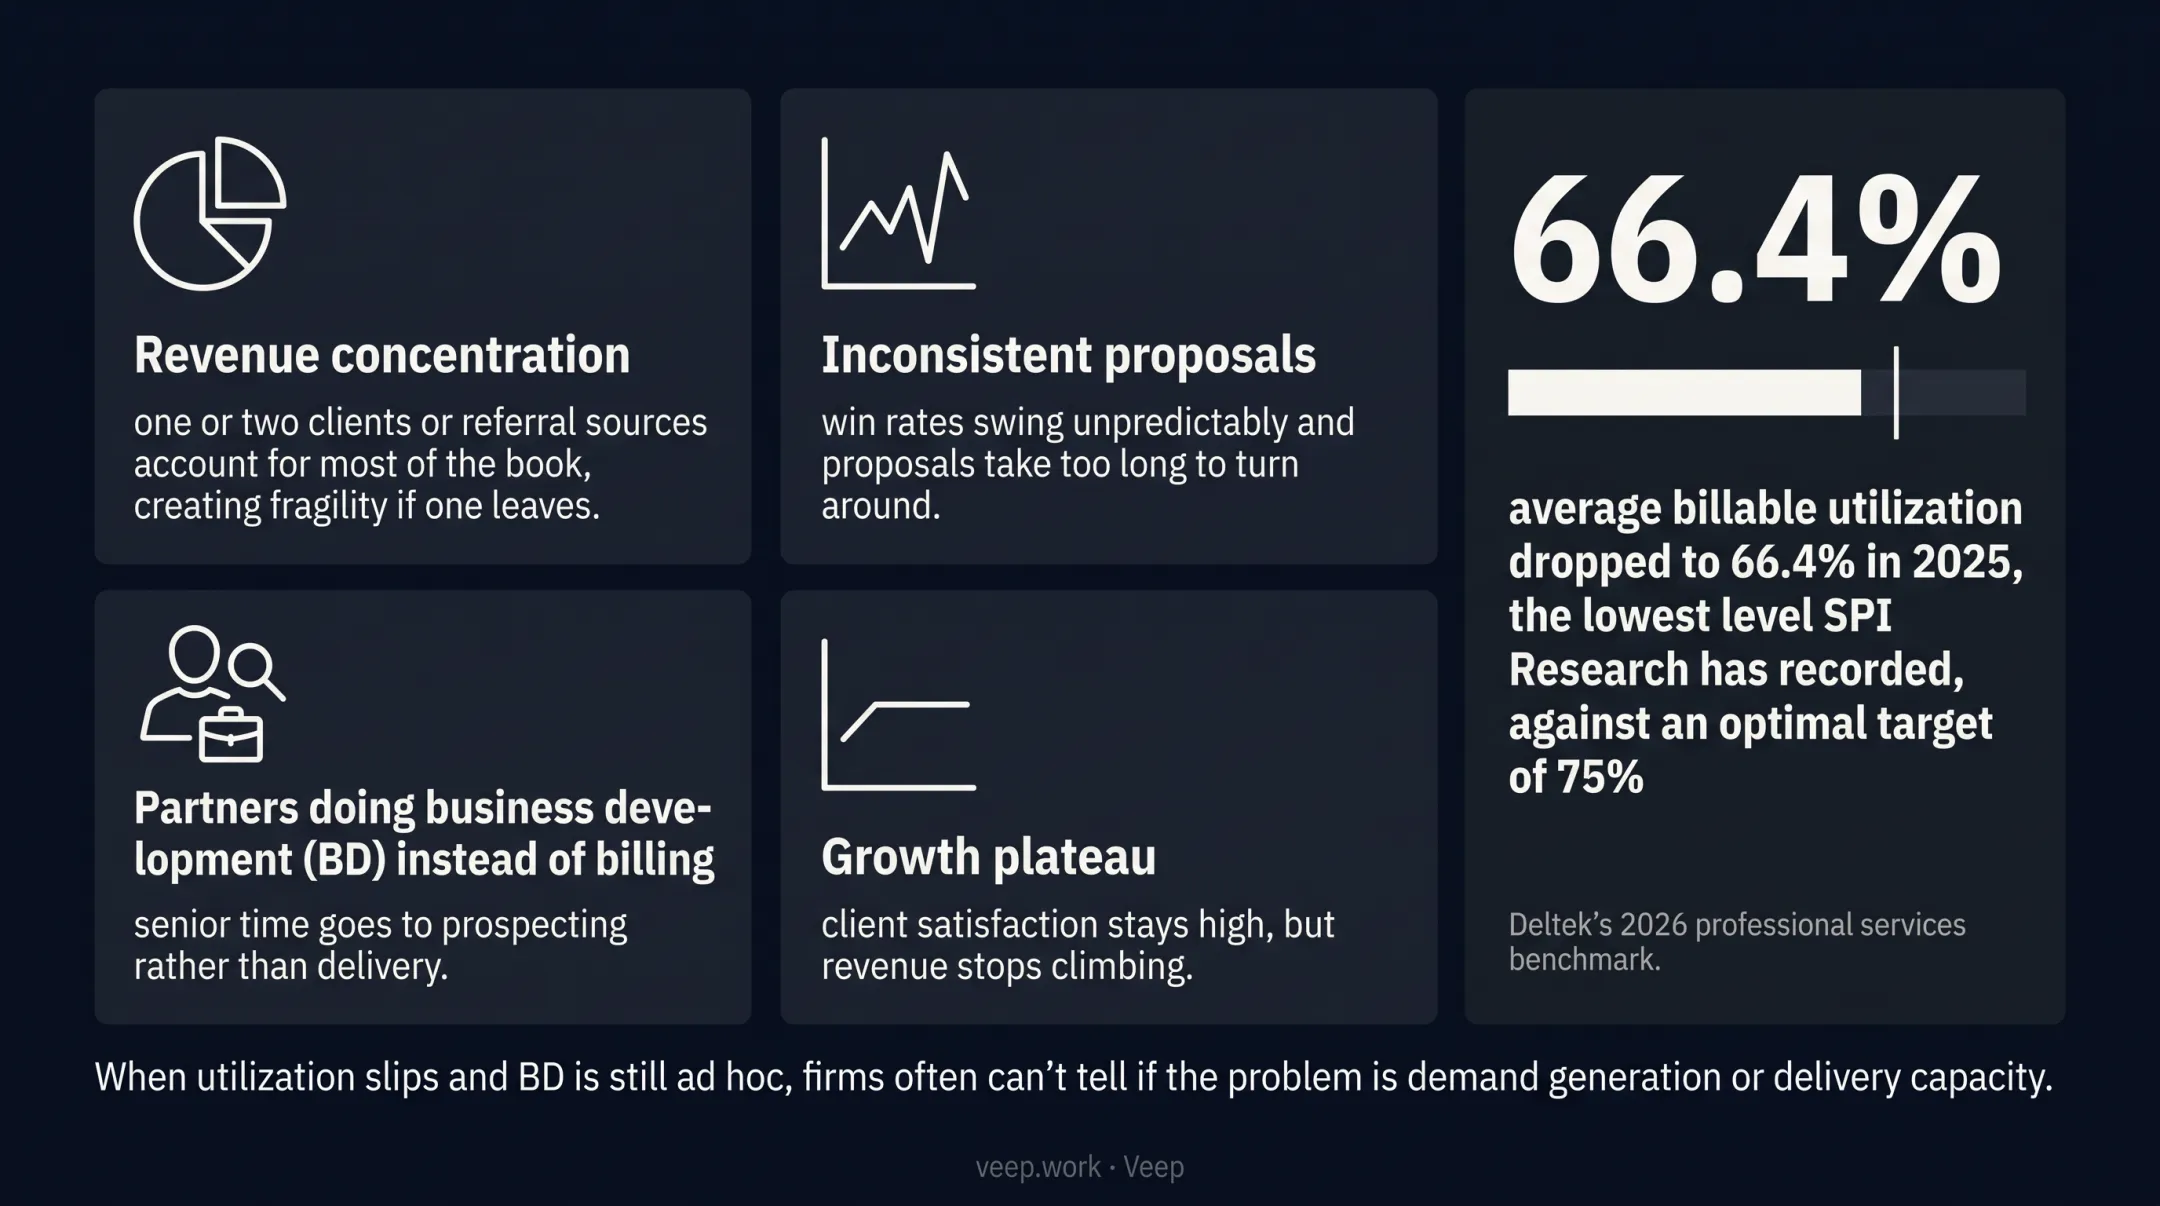 Revenue concentration
one or two clients or referral sources
account for most of the book,
creating fragility if one leaves.
Inconsistent proposals
win rates swing unpredictably and
proposals take too long to turn
around.
Partners doing business deve-
lopment (BD) instead of billing
senior time goes to prospecting
rather than delivery.
Growth plateau
client satisfaction stays high, but
revenue stops climbing.
66.4%
average billable utilization
dropped to 66.4% in 2025,
the lowest level SPI
Research has recorded,
against an optimal target
of 75%
Deltek’s 2026 professional services
benchmark.
When utilization slips and BD is still ad hoc, firms often can’t tell if the problem is demand generation or delivery capacity.
veep.work · Veep